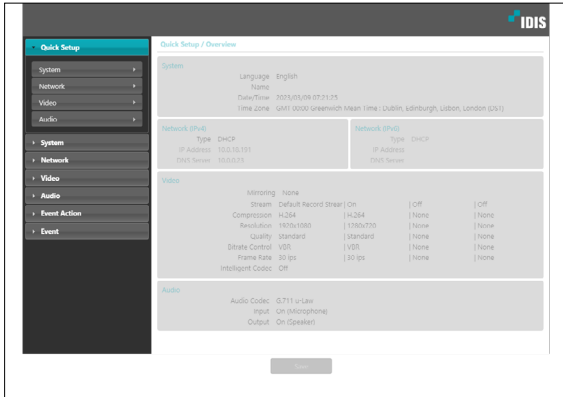 IDIS
Quick Setup
System
Network
Video
Audio
System
Network
Video
Audio
Event Action
Event
Quick Setup / Overview
System
Language English
Name
Date/Time 2023/03/09 07:21:25
Time Zone GMT 00:00 Greenwich Mean Time : Dublin, Edinburgh, Lisbon, London (DST)
Network (IPv4)
Type DHCP
IP Address 10.0.15.191
DNS Server 10.0.0.23
Network (IPv6)
Type DHCP
IP Address
DNS Server
Video
Mirroring None
Stream Default Record Stream | On | Off | Off
Compression H.264 | H.264 | None | None
Resolution 1920x1080 | 1280x720 | None | None
Quality Standard | Standard | None | None
Bitrate Control VBR | VBR | None | None
Frame Rate 30 ips | 30 ips | None | None
Intelligent Codec Off
Audio
Audio Codec G.711 u-Law
Input On (Microphone)
Output On (Speaker)
Save